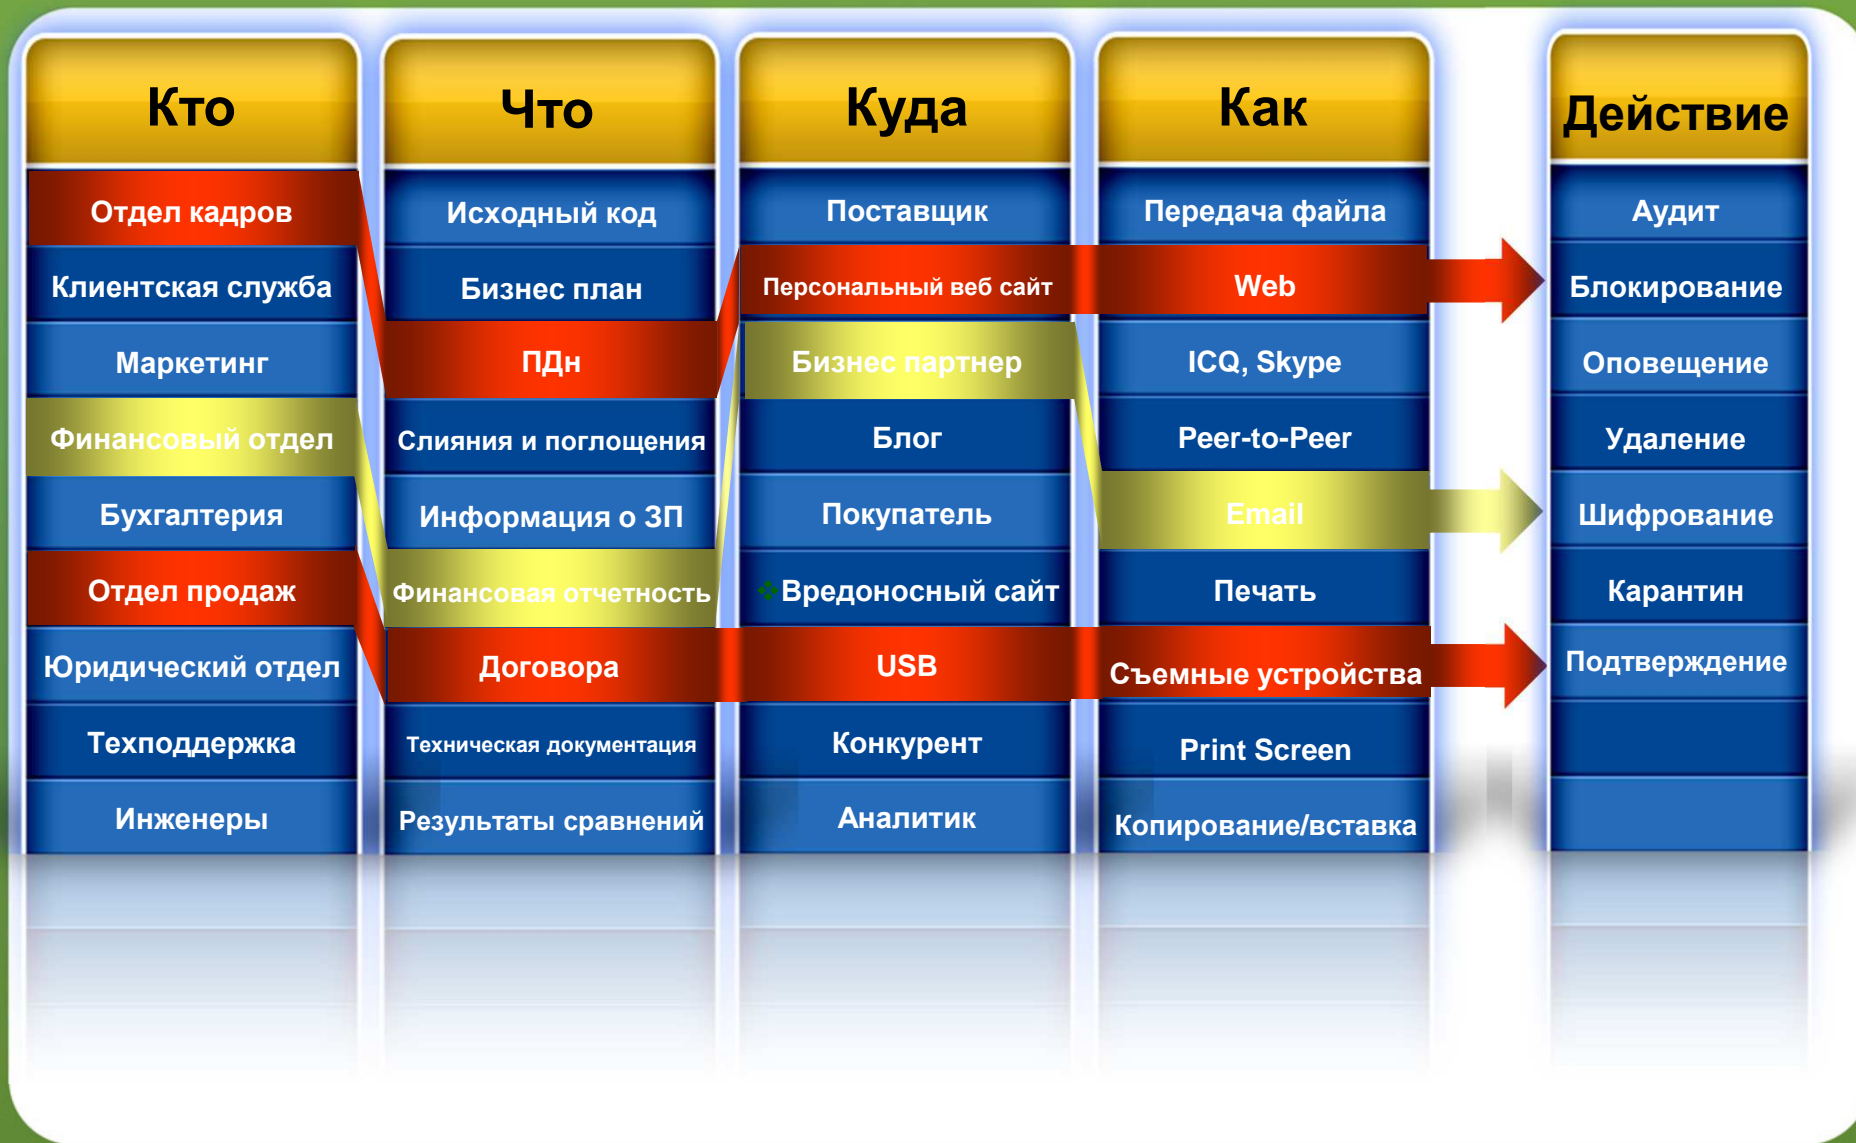 Кто
Что
Куда
Как
Действие
Отдел кадров
Исходный код
Поставщик
Передача файла
Аудит
Клиентская служба
Бизнес план
Персональный веб сайт
Web
Блокирование
Маркетинг
ПДн
Бизнес партнер
ICQ, Skype
Оповещение
Финансовый отдел
Слияния и поглощения
Блог
Peer-to-Peer
Удаление
Бухгалтерия
Информация о ЗП
Покупатель
Email
Шифрование
Отдел продаж
Финансовая отчетность
Вредоносный сайт
Печать
Карантин
Юридический отдел
Договора
USB
Съемные устройства
Подтверждение
Техподдержка
Техническая документация
Конкурент
Print Screen
Инженеры
Результаты сравнений
Аналитик
Копирование/вставка